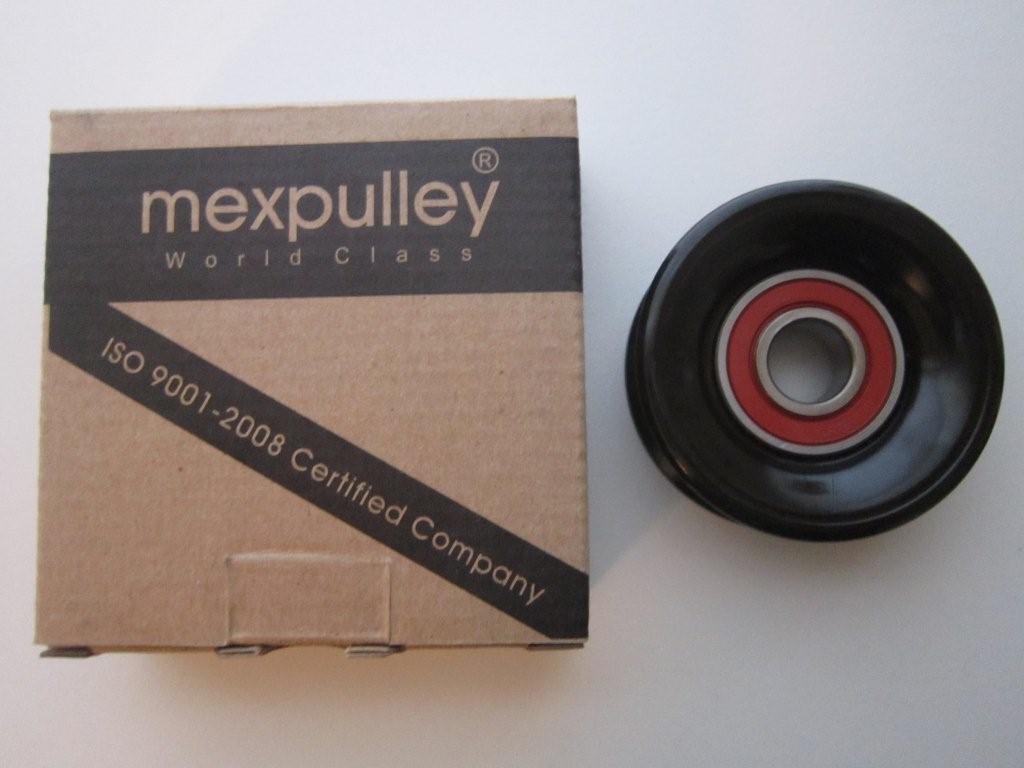 mexpulley®
World Class
ISO 9001-2008 Certified Company